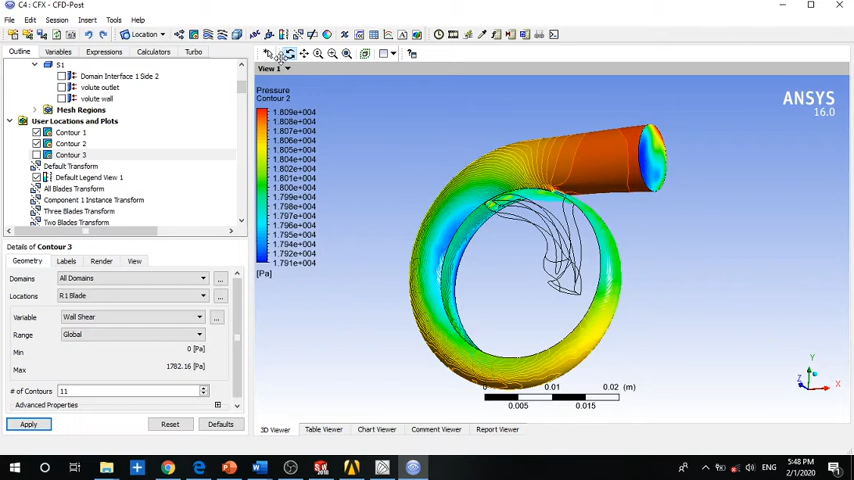 C4 : CFX - CFD-Post
File Edit Session Insert Tools Help
Location
Outline Variables Expressions Calculators Turbo
S1
Domain Interface 1 Side 2
volute outlet
volute wall
Mesh Regions
User Locations and Plots
Contour 1
Contour 2
Contour 3
Default Transform
Default Legend View 1
All Blades Transform
Component 1 Instance Transform
Three Blades Transform
Two Blades Transform
Details of Contour 3
Geometry Labels Render View
Domains All Domains
Locations R1 Blade
Variable Wall Shear
Range Global
Min 0 [Pa]
Max 1782.16 [Pa]
# of Contours 11
Advanced Properties
Apply Reset Defaults
View 1
Pressure
Contour 2
1.809e+004
1.808e+004
1.807e+004
1.806e+004
1.805e+004
1.804e+004
1.802e+004
1.801e+004
1.800e+004
1.799e+004
1.798e+004
1.797e+004
1.796e+004
1.795e+004
1.794e+004
1.792e+004
1.791e+004
[Pa]
ANSYS
16.0
0 0.01 0.02 (m)
0.005 0.015
Y
Z X
3D Viewer Table Viewer Chart Viewer Comment Viewer Report Viewer
ENG
5:48 PM
2/1/2020